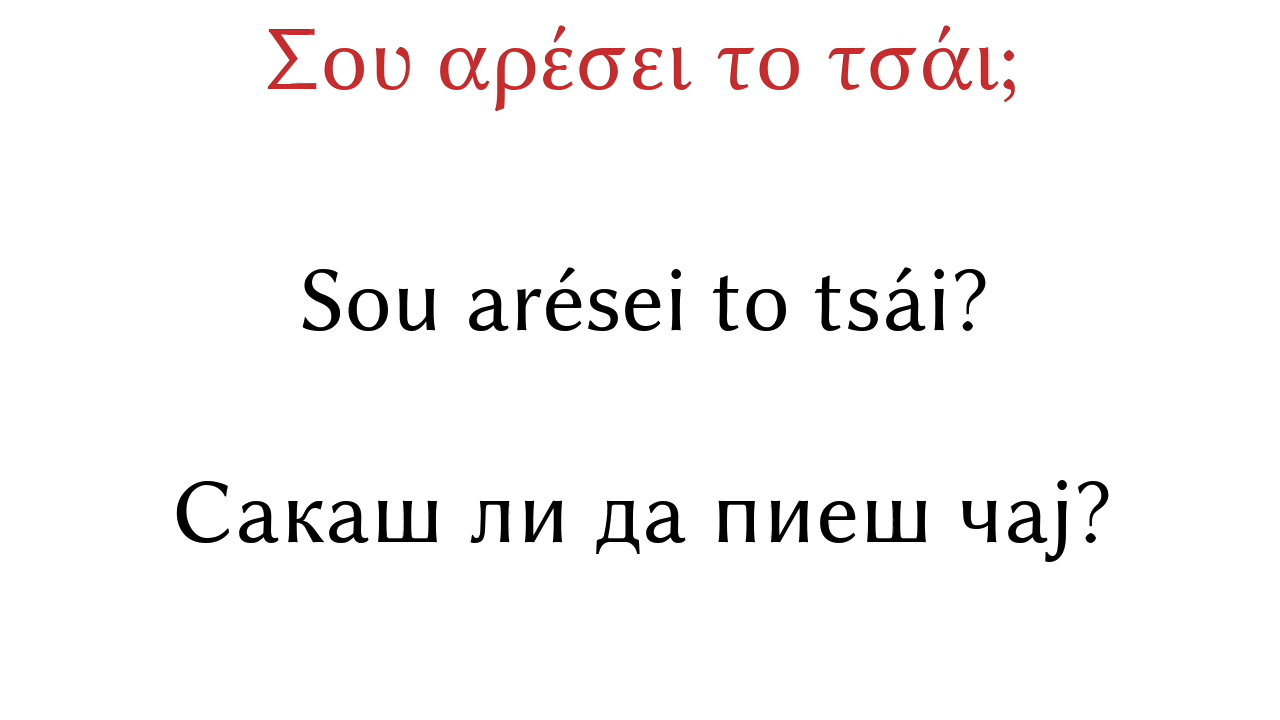 Σου αρέσει το τσάι;
Sou arései to tsái?
Сакаш ли да пиеш чај?